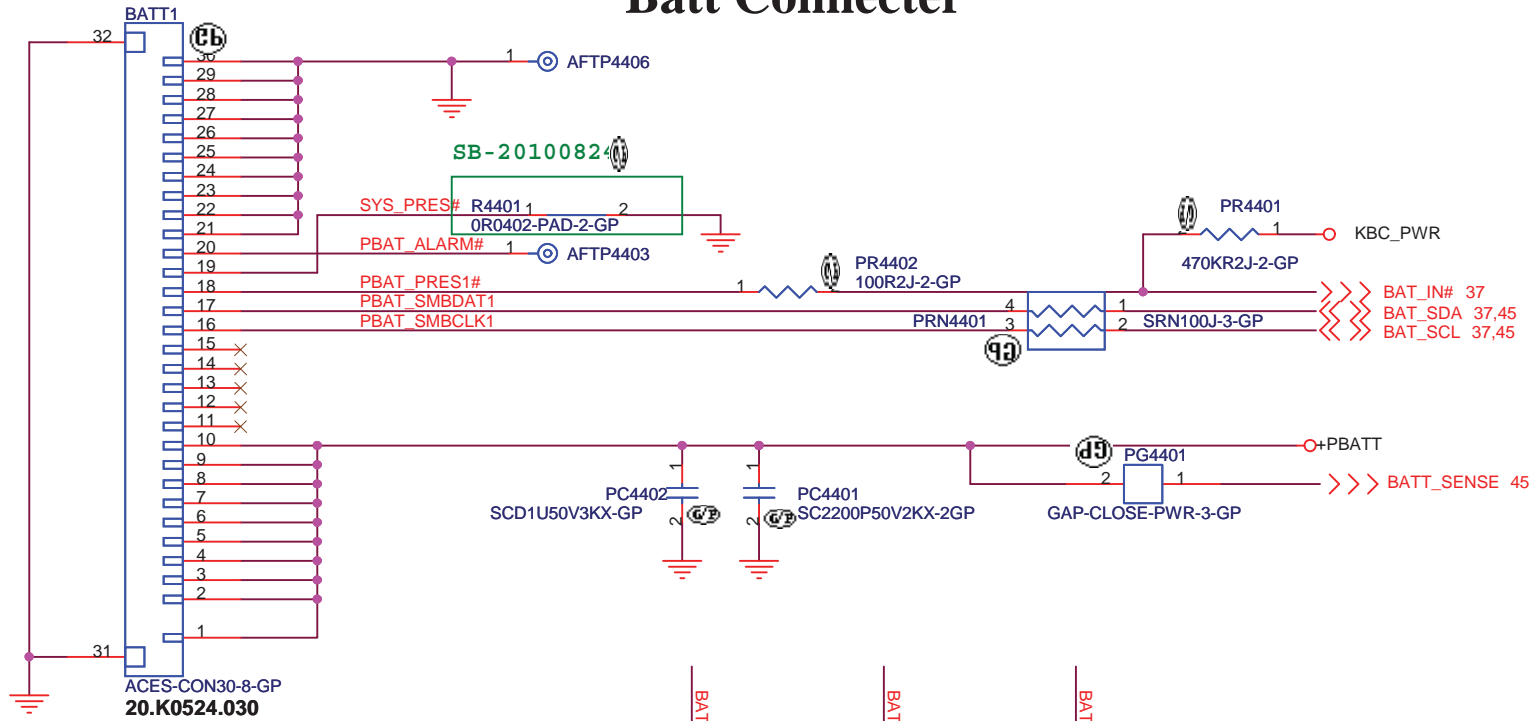 Batt Connecter
BATT1
32
30
1 AFTP4406
29
28
27
26
25
24
23
22
21
20
19
18
17
16
15
14
13
12
11
10
9
8
7
6
5
4
3
2
1
31
ACES-CON30-8-GP
20.K0524.030
SB-20100824
SYS_PRES# R4401 1 2
0R0402-PAD-2-GP
PBAT_ALARM# 1 AFTP4403
PBAT_PRES1# 1 2
PR4402
100R2J-2-GP
PBAT_SMBDAT1 4 1
PBAT_SMBCLK1 PRN4401 3 2 SRN100J-3-GP
PR4401
2 1 KBC_PWR
470KR2J-2-GP
BAT_IN# 37
BAT_SDA 37,45
BAT_SCL 37,45
+PBATT
PG4401
2 1 BATT_SENSE 45
GAP-CLOSE-PWR-3-GP
1 1
PC4402 PC4401
SCD1U50V3KX-GP SC2200P50V2KX-2GP
2 2
BAT
BAT
BAT